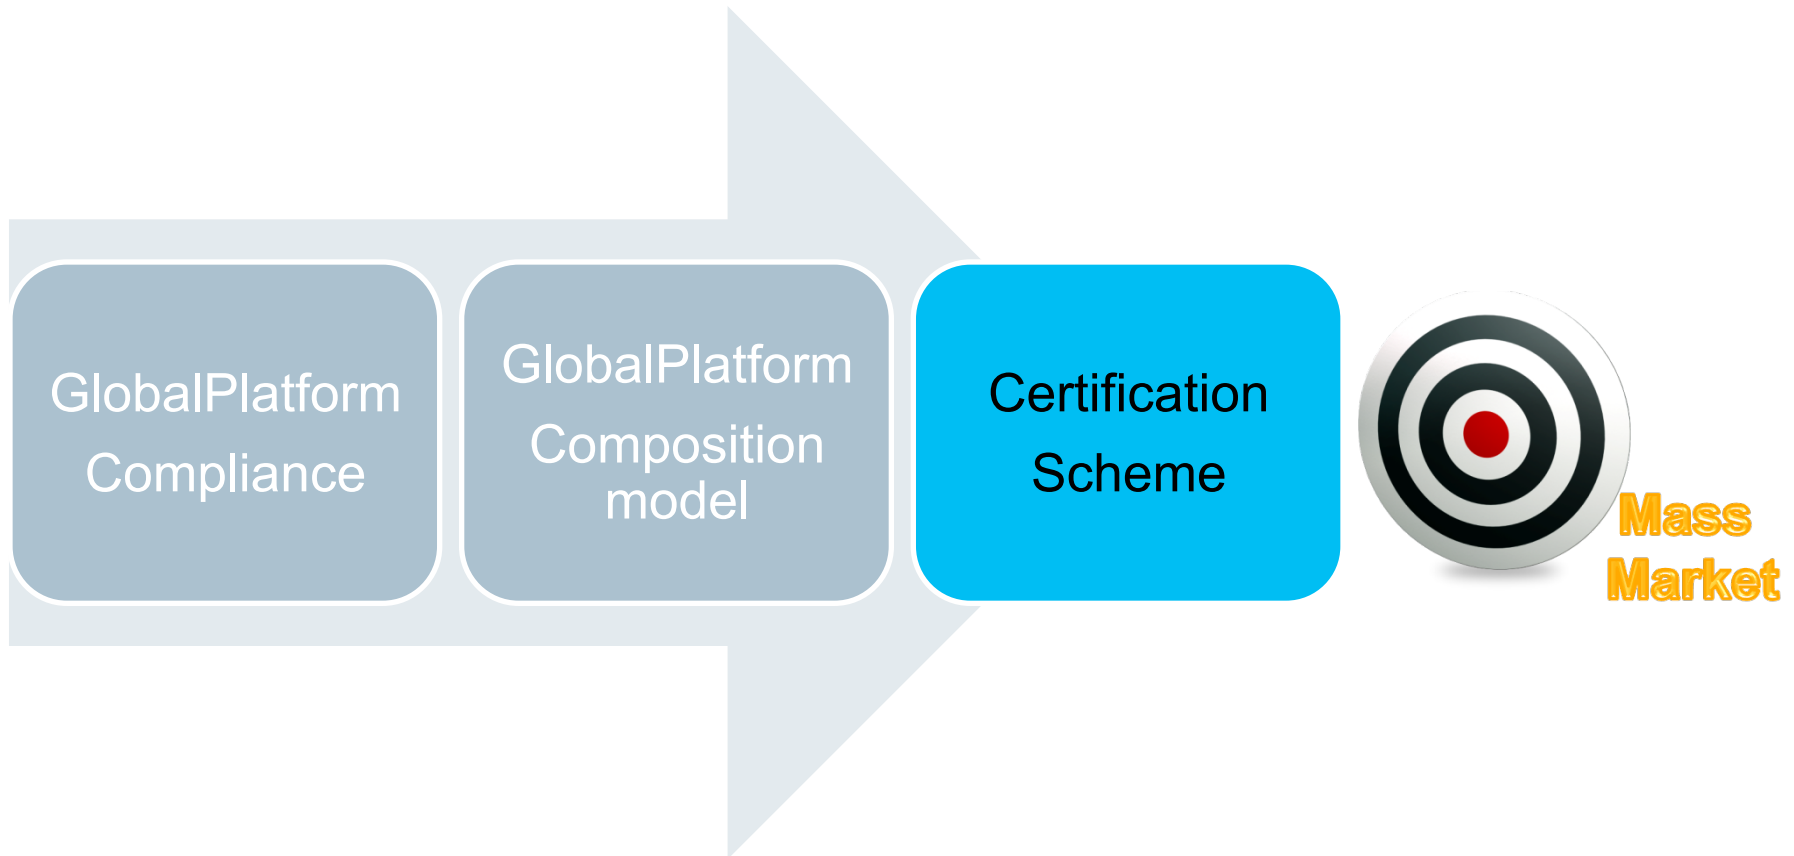 GlobalPlatform
Compliance
GlobalPlatform
Composition
model
Certification
Scheme
Mass
Market